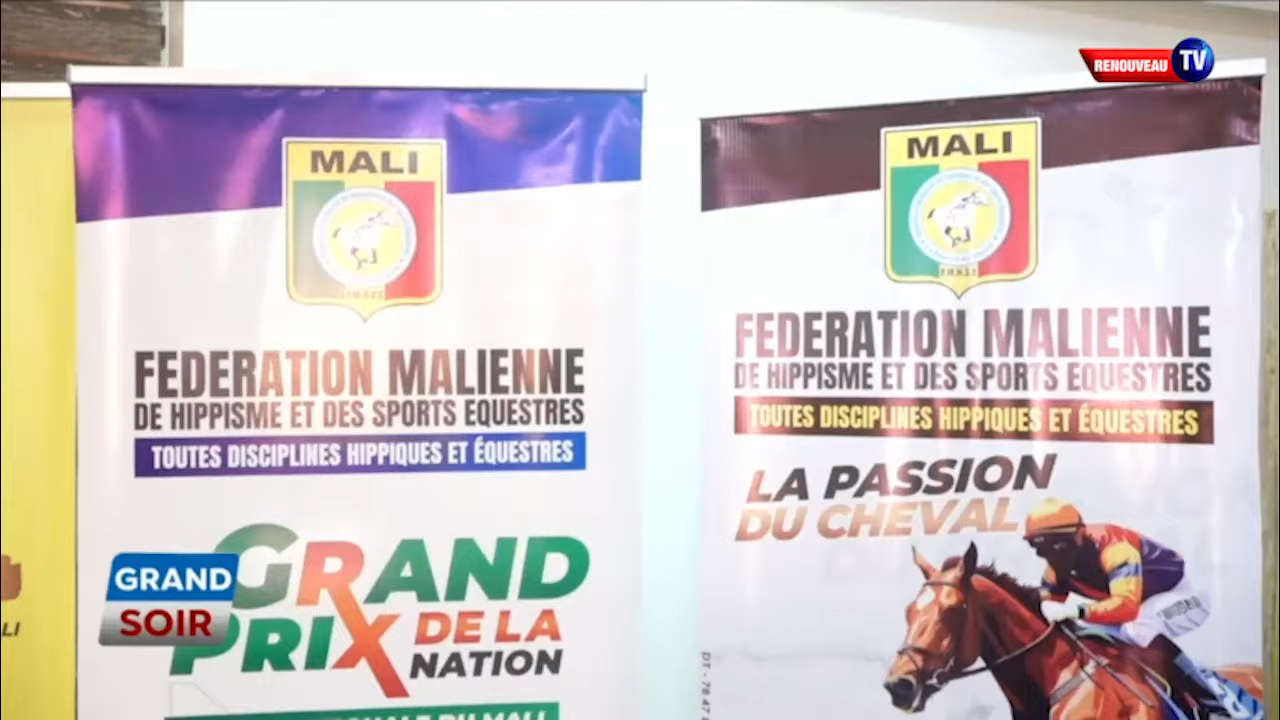 RENOUVEAU TV
MALI
FEDERATION MALIENNE
DE HIPPISME ET DES SPORTS EQUESTRES
TOUTES DISCIPLINES HIPPIQUES ET ÉQUESTRES
GRAND
PRIX DE LA
NATION
GRAND
SOIR
MALI
FEDERATION MALIENNE
DE HIPPISME ET DES SPORTS EQUESTRES
TOUTES DISCIPLINES HIPPIQUES ET ÉQUESTRES
LA PASSION
DU CHEVAL